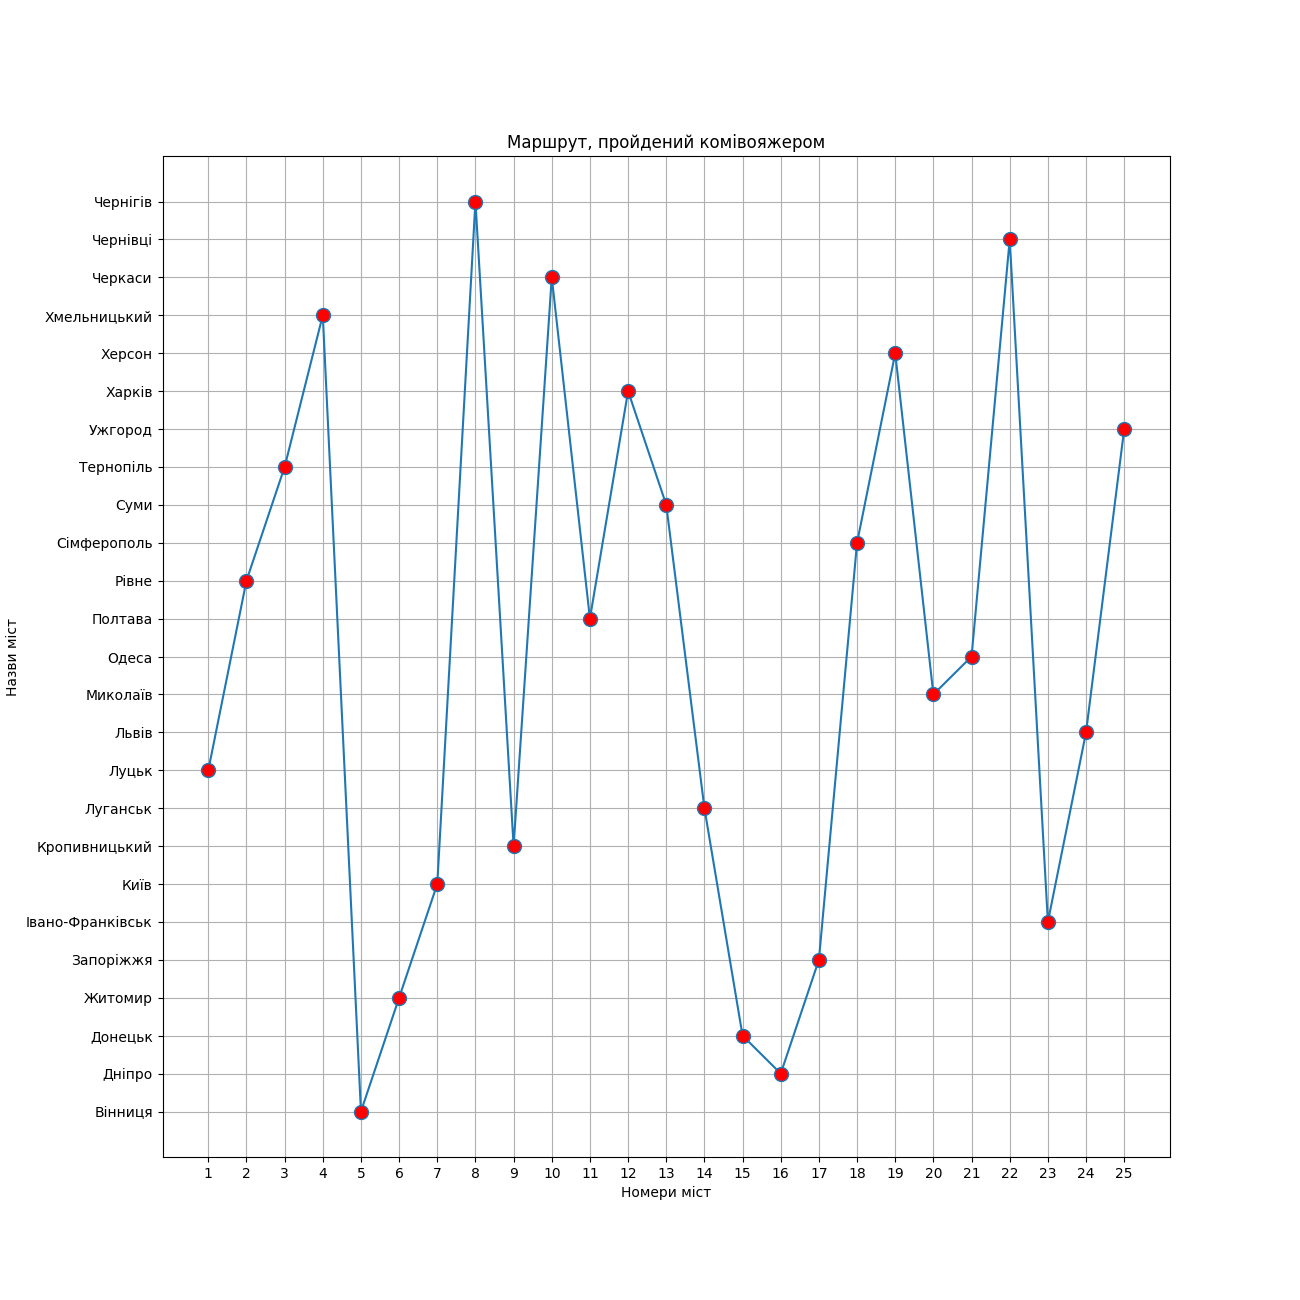 Маршрут, пройдений комівояжером
Чернігів
Чернівці
Черкаси
Хмельницький
Херсон
Харків
Ужгород
Тернопіль
Суми
Сімферополь
Рівне
Полтава
Одеса
Миколаїв
Львів
Луцьк
Луганськ
Кропивницький
Київ
Івано-Франківськ
Запоріжжя
Житомир
Донецьк
Дніпро
Вінниця
Назви міст
1 2 3 4 5 6 7 8 9 10 11 12 13 14 15 16 17 18 19 20 21 22 23 24 25
Номери міст